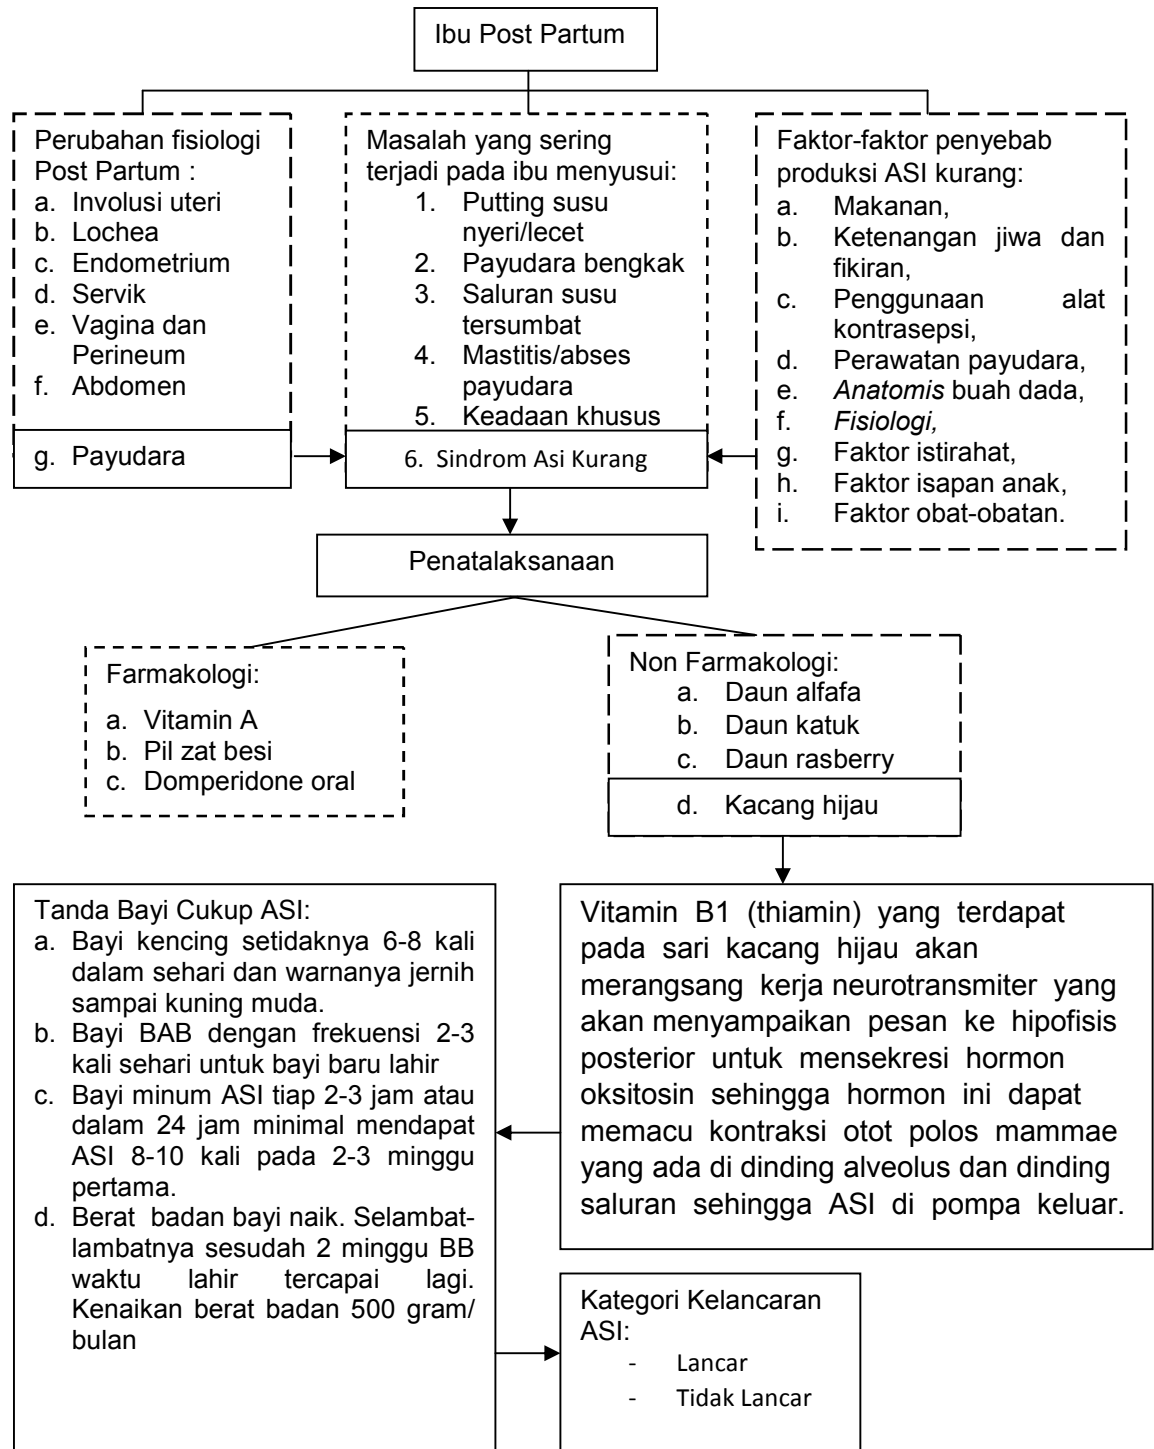 Ibu Post Partum
Perubahan fisiologi
Post Partum :
a. Involusi uteri
b. Lochea
c. Endometrium
d. Servik
e. Vagina dan
Perineum
f. Abdomen
g. Payudara
Masalah yang sering
terjadi pada ibu menyusui:
1. Putting susu
nyeri/lecet
2. Payudara bengkak
3. Saluran susu
tersumbat
4. Mastitis/abses
payudara
5. Keadaan khusus
6. Sindrom Asi Kurang
Faktor-faktor penyebab
produksi ASI kurang:
a. Makanan,
b. Ketenangan jiwa dan
fikiran,
c. Penggunaan alat
kontrasepsi,
d. Perawatan payudara,
e. Anatomis buah dada,
f. Fisiologi,
g. Faktor istirahat,
h. Faktor isapan anak,
i. Faktor obat-obatan.
Penatalaksanaan
Farmakologi:
a. Vitamin A
b. Pil zat besi
c. Domperidone oral
Non Farmakologi:
a. Daun alfafa
b. Daun katuk
c. Daun rasberry
d. Kacang hijau
Tanda Bayi Cukup ASI:
a. Bayi kencing setidaknya 6-8 kali
dalam sehari dan warnanya jernih
sampai kuning muda.
b. Bayi BAB dengan frekuensi 2-3
kali sehari untuk bayi baru lahir
c. Bayi minum ASI tiap 2-3 jam atau
dalam 24 jam minimal mendapat
ASI 8-10 kali pada 2-3 minggu
pertama.
d. Berat badan bayi naik. Selambat-
lambatnya sesudah 2 minggu BB
waktu lahir tercapai lagi.
Kenaikan berat badan 500 gram/
bulan
Vitamin B1 (thiamin) yang terdapat
pada sari kacang hijau akan
merangsang kerja neurotransmiter yang
akan menyampaikan pesan ke hipofisis
posterior untuk mensekresi hormon
oksitosin sehingga hormon ini dapat
memacu kontraksi otot polos mammae
yang ada di dinding alveolus dan dinding
saluran sehingga ASI di pompa keluar.
Kategori Kelancaran
ASI:
- Lancar
- Tidak Lancar